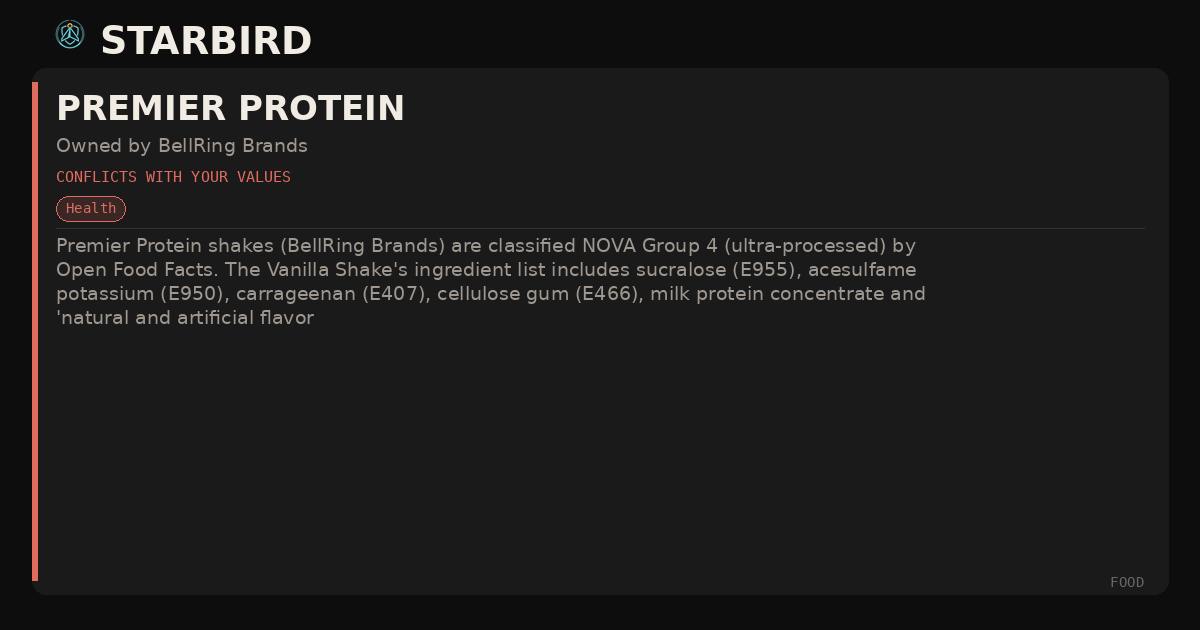 STARBIRD
PREMIER PROTEIN
Owned by BellRing Brands
CONFLICTS WITH YOUR VALUES
Health
Premier Protein shakes (BellRing Brands) are classified NOVA Group 4 (ultra-processed) by
Open Food Facts. The Vanilla Shake's ingredient list includes sucralose (E955), acesulfame
potassium (E950), carrageenan (E407), cellulose gum (E466), milk protein concentrate and
'natural and artificial flavor
FOOD